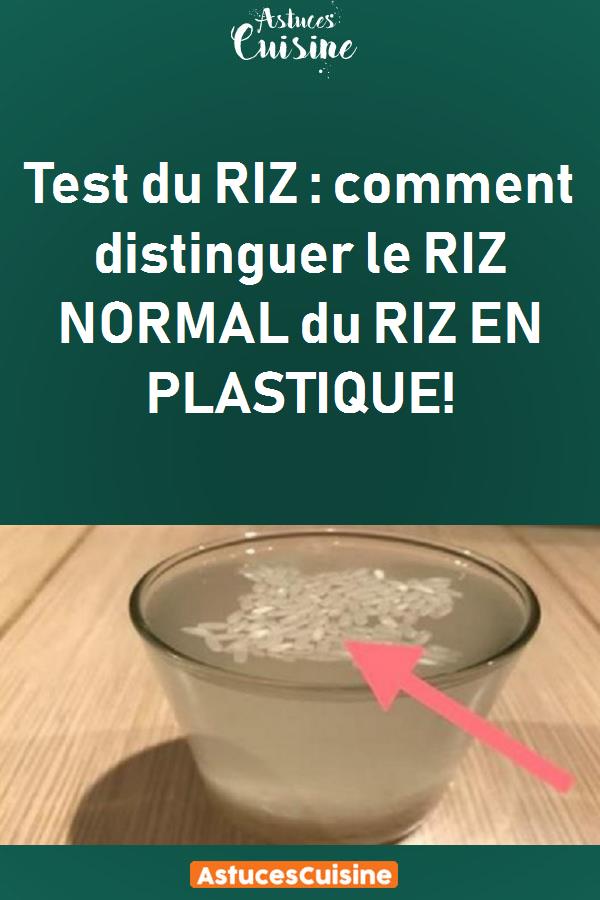 Astuces
Cuisine
Test du RIZ : comment
distinguer le RIZ
NORMAL du RIZ EN
PLASTIQUE!
AstucesCuisine